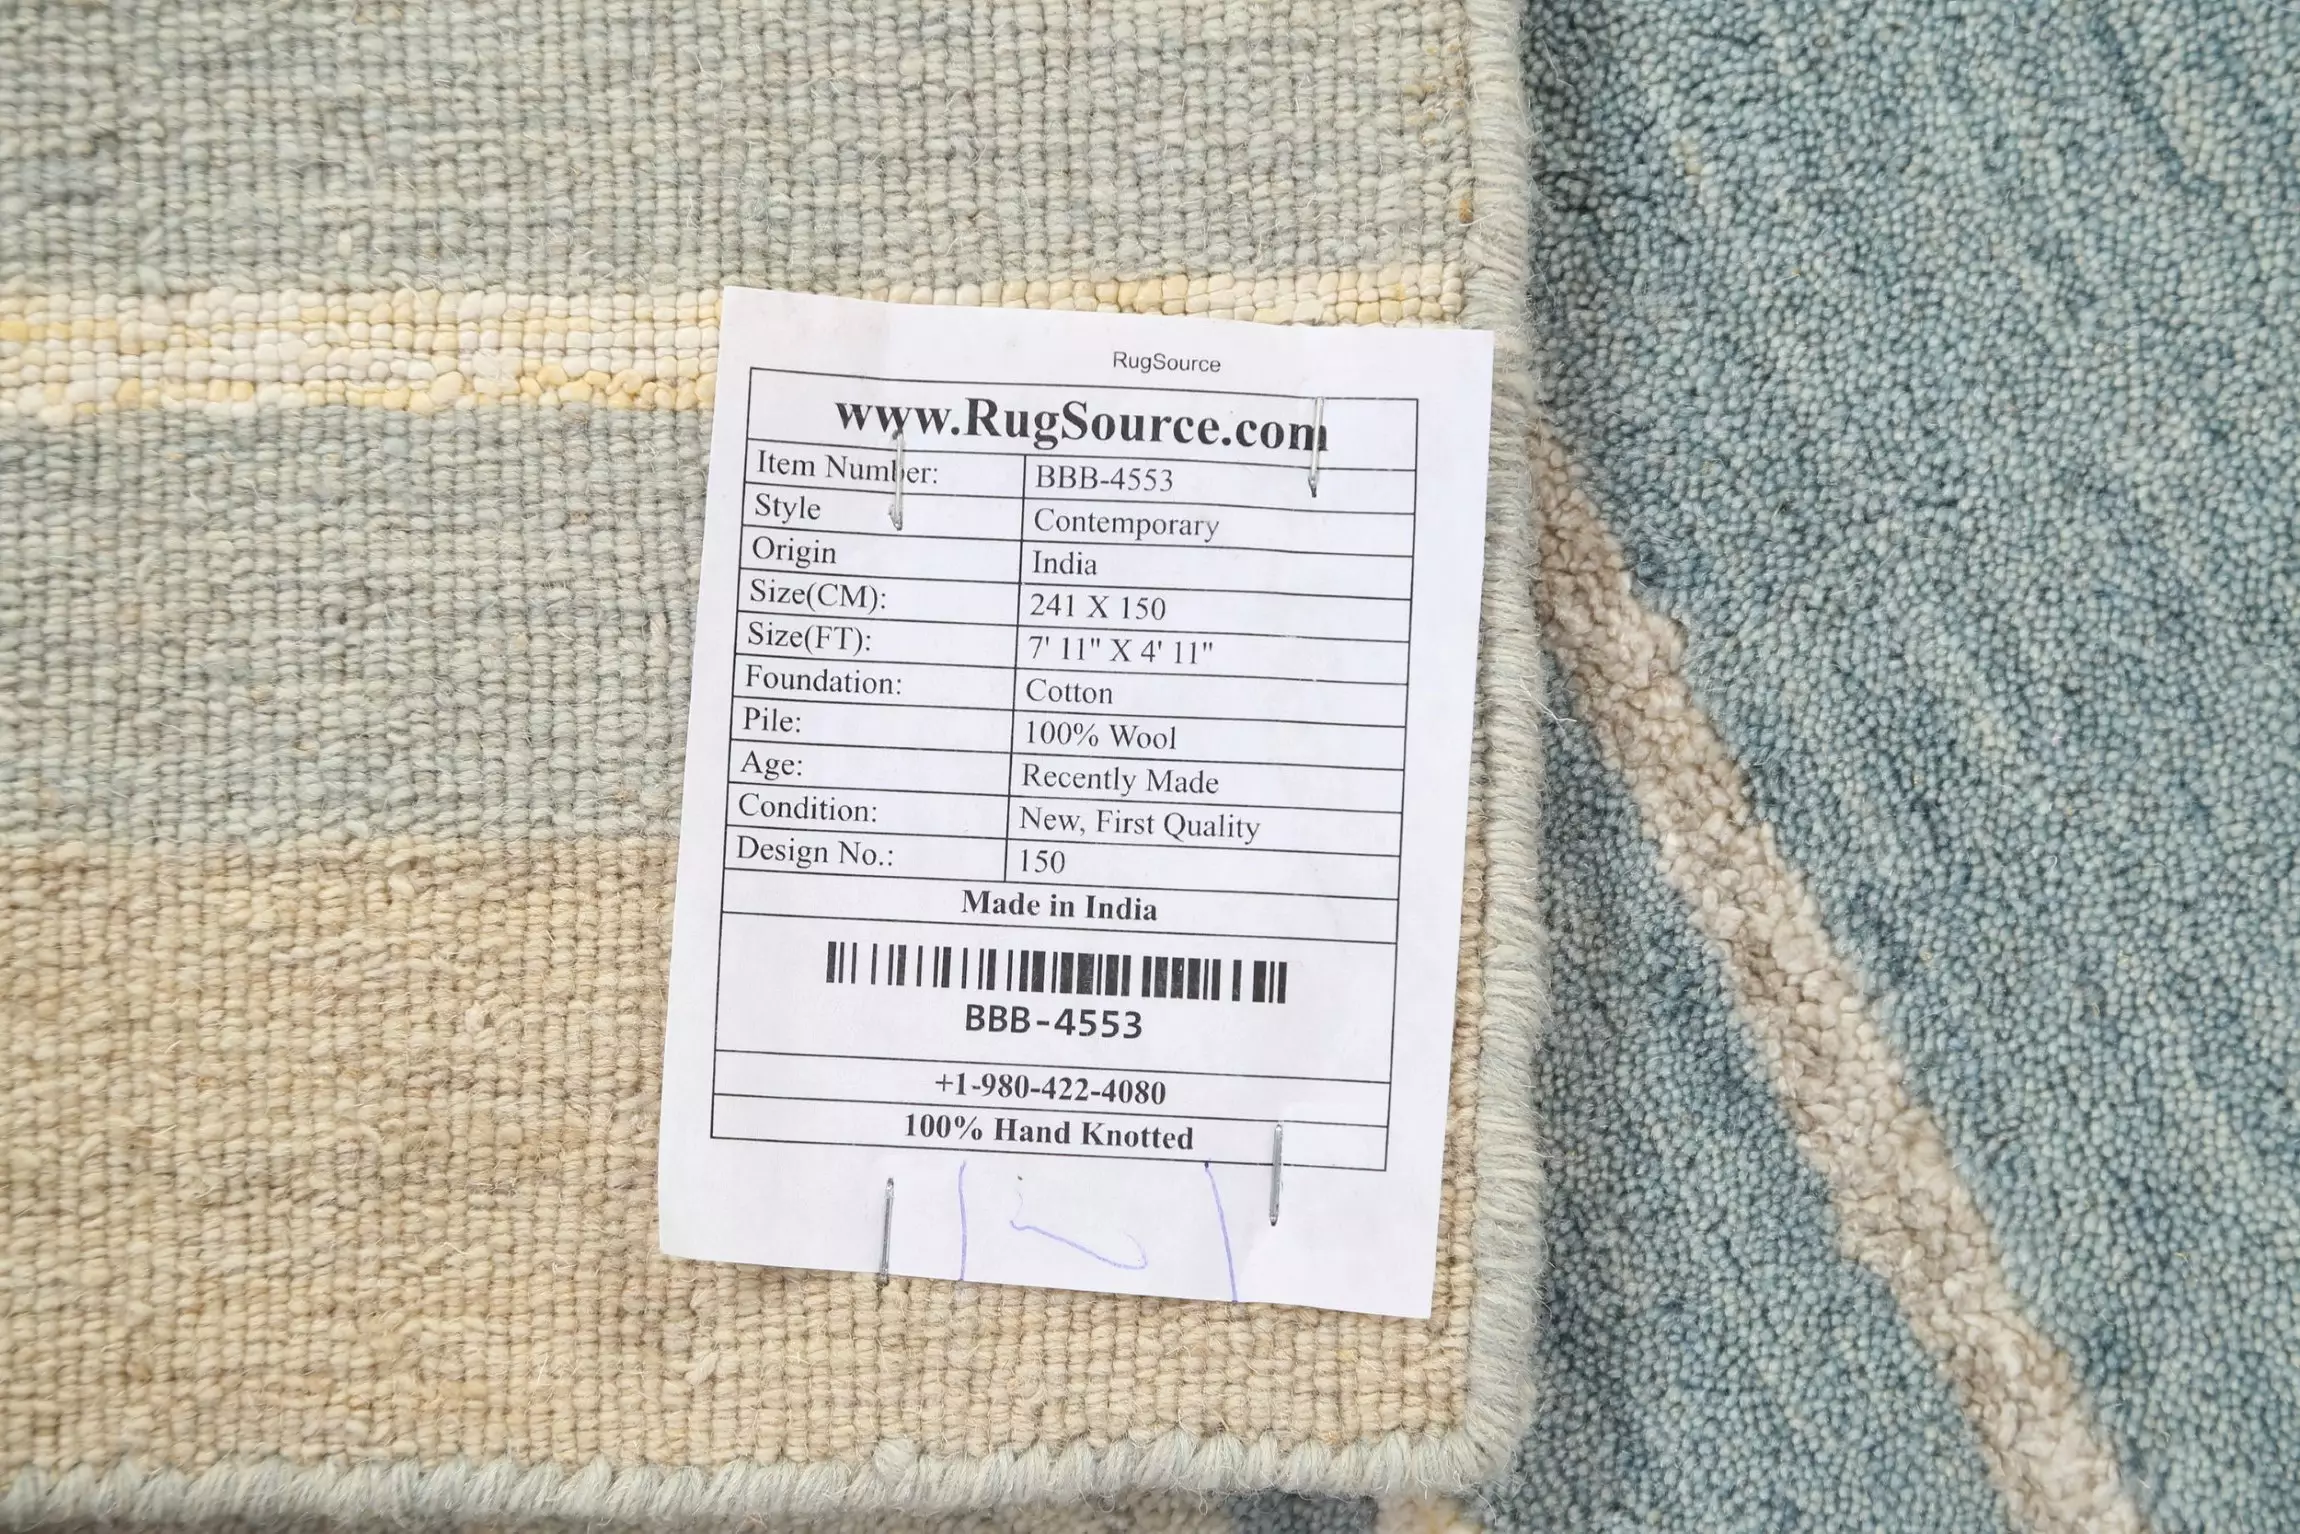 RugSource
www.RugSource.com
Item Number: BBB-4553
Style Contemporary
Origin India
Size(CM): 241 X 150
Size(FT): 7' 11" X 4' 11"
Foundation: Cotton
Pile: 100% Wool
Age: Recently Made
Condition: New, First Quality
Design No.: 150
Made in India
BBB-4553
+1-980-422-4080
100% Hand Knotted